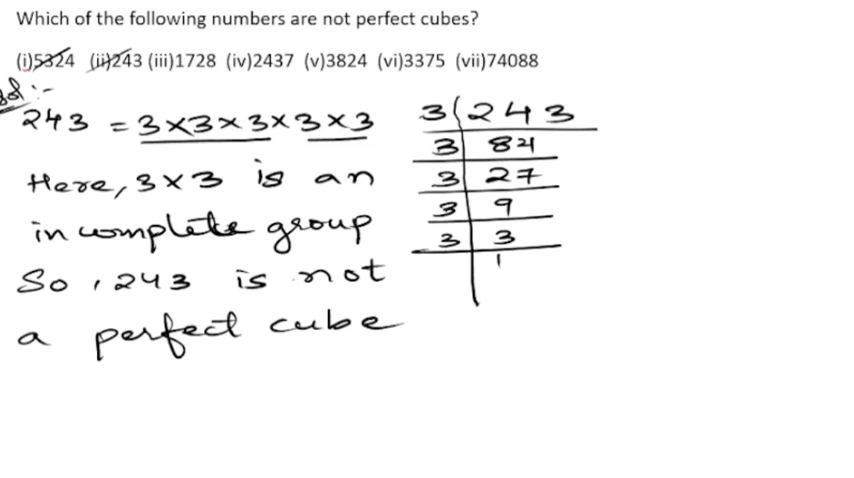 Which of the following numbers are not perfect cubes?
(i)5324 (ii)243 (iii)1728 (iv)2437 (v)3824 (vi)3375 (vii)74088
Sol :-
243 = 3×3×3×3×3
Here, 3×3 is an
incomplete group
So, 243 is not
a perfect cube
3 243
3 84
3 27
3 9
3 3
1